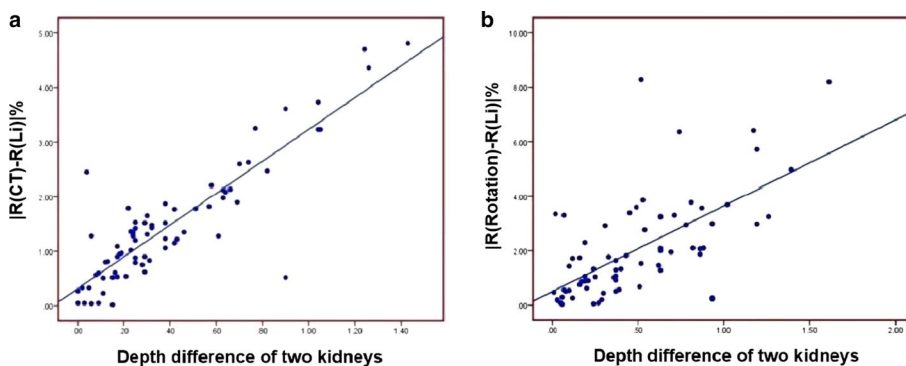 a
5.00
4.00
3.00
2.00
1.00
.00
|R(CT)-R(Li)|%
.00 .20 .40 .60 .80 1.00 1.20 1.40
Depth difference of two kidneys
b
10.00
8.00
6.00
4.00
2.00
.00
|R(Rotation)-R(Li)|%
.00 .50 1.00 1.50 2.00
Depth difference of two kidneys